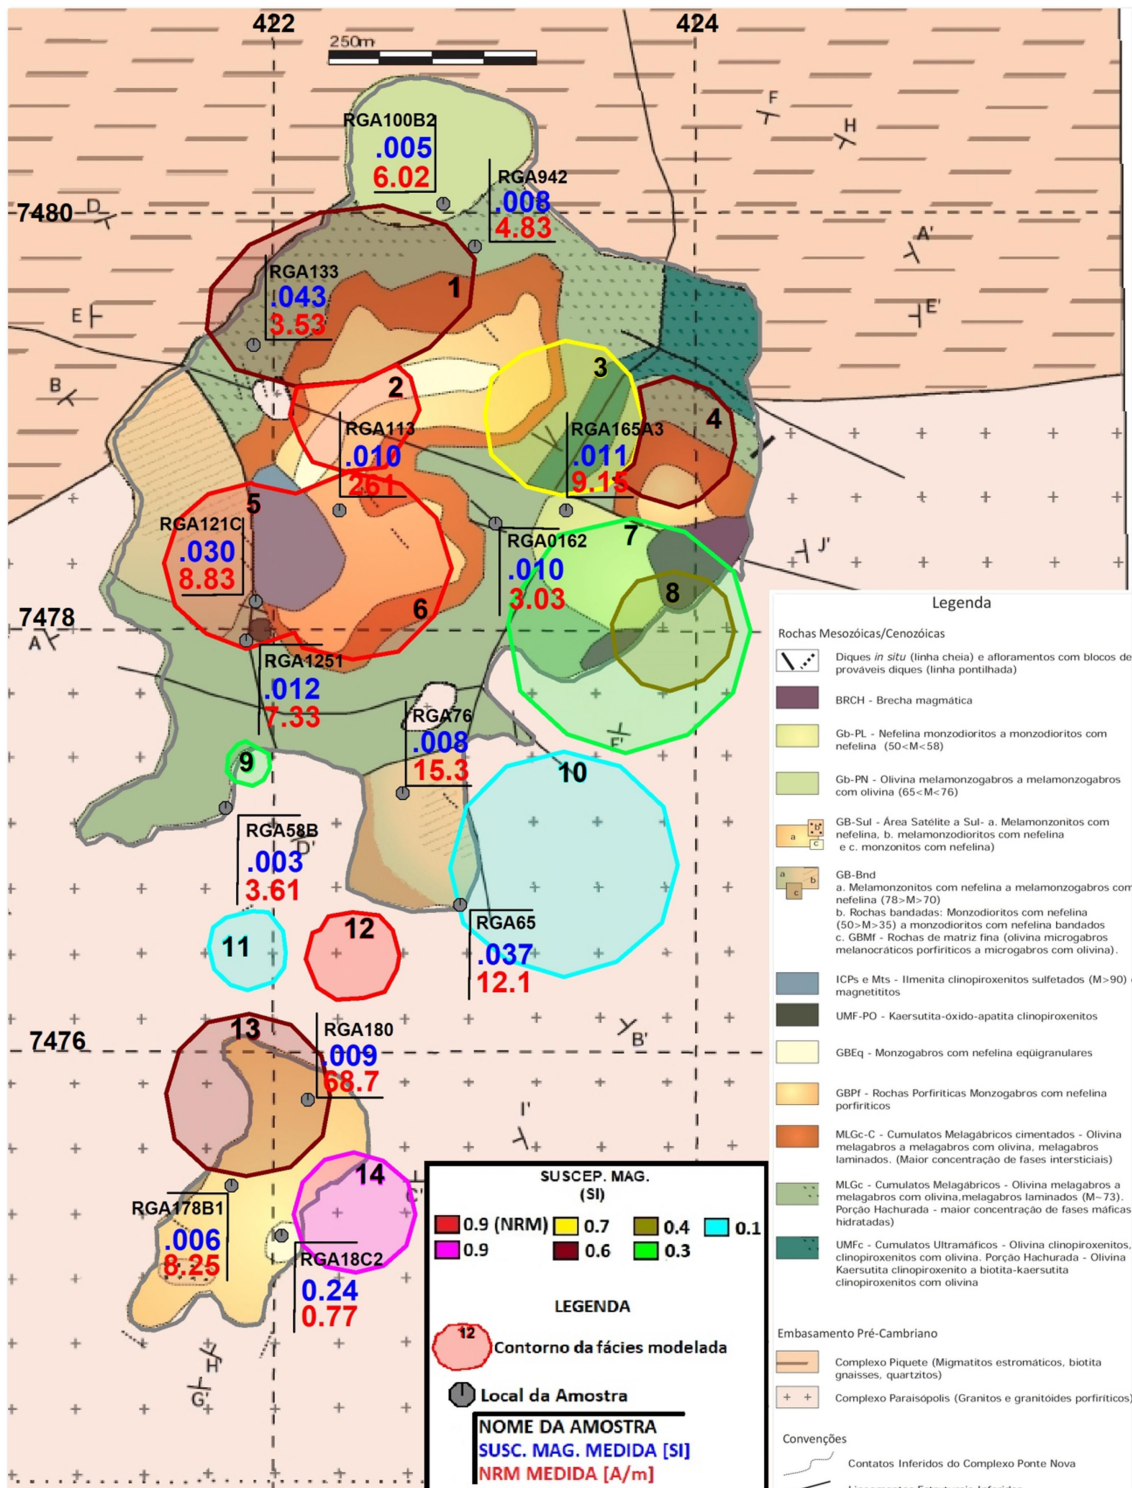 422
424
250m
RGA100B2
.005
6.02
F
H
RGA942
.008
4.83
7480
D
A'
RGA133
.043
3.53
1
E
E'
B
2
3
4
RGA113
.010
261
RGA165A3
.011
9.15
5
RGA121C
.030
8.83
RGA0162
.010
3.03
7
J'
8
6
7478
A
RGA1251
.012
7.33
RGA76
.008
15.3
F'
9
10
RGA58B
D'
.003
3.61
RGA65
.037
12.1
11
12
13
7476
RGA180
.009
68.7
B'
I'
14
C'
RGA178B1
.006
8.25
RGA18C2
0.24
0.77
H
G'
SUSCEP. MAG.
(SI)
0.9 (NRM) 0.7 0.4 0.1
0.9 0.6 0.3
LEGENDA
12
Contorno da fácies modelada
Local da Amostra
NOME DA AMOSTRA
SUSC. MAG. MEDIDA [SI]
NRM MEDIDA [A/m]
Legenda
Rochas Mesozóicas/Cenozóicas
Diques in situ (linha cheia) e afloramentos com blocos de
prováveis diques (linha pontilhada)
BRCH - Brecha magmática
Gb-PL - Nefelina monzodioritos a monzodioritos com
nefelina (50<M<58)
Gb-PN - Olivina melamonzogabros a melamonzogabros
com olivina (65<M<76)
a b c
GB-Sul - Área Satélite a Sul- a. Melamonzonitos com
nefelina, b. melamonzodioritos com nefelina
e c. monzonitos com nefelina)
a b c
GB-Bnd
a. Melamonzonitos com nefelina a melamonzogabros com
nefelina (78>M>70)
b. Rochas bandadas: Monzodioritos com nefelina
(50>M>35) a monzodioritos com nefelina bandados
c. GBMf - Rochas de matriz fina (olivina microgabros
melanocráticos porfiríticos a microgabros com olivina).
ICPs e Mts - Ilmenita clinopiroxenitos sulfetados (M>90)
magnetititos
UMF-PO - Kaersutita-óxido-apatita clinopiroxenitos
GBEq - Monzogabros com nefelina eqüigranulares
GBPf - Rochas Porfiríticas Monzogabros com nefelina
porfiríticos
MLGc-C - Cumulatos Melagábricos cimentados - Olivina
melagabros a melagabros com olivina, melagabros
laminados. (Maior concentração de fases intersticiais)
MLGc - Cumulatos Melagábricos - Olivina melagabros a
melagabros com olivina,melagabros laminados (M~73).
Porção Hachurada - maior concentração de fases máficas
hidratadas)
UMFc - Cumulatos Ultramáficos - Olivina clinopiroxenitos,
clinopiroxenitos com olivina. Porção Hachurada - Olivina
Kaersutita clinopiroxenito a biotita-kaersutita
clinopiroxenitos com olivina
Embasamento Pré-Cambriano
Complexo Piquete (Migmatitos estromáticos, biotita
gnaisses, quartzitos)
Complexo Paraisópolis (Granitos e granitóides porfiríticos)
Convenções
Contatos Inferidos do Complexo Ponte Nova